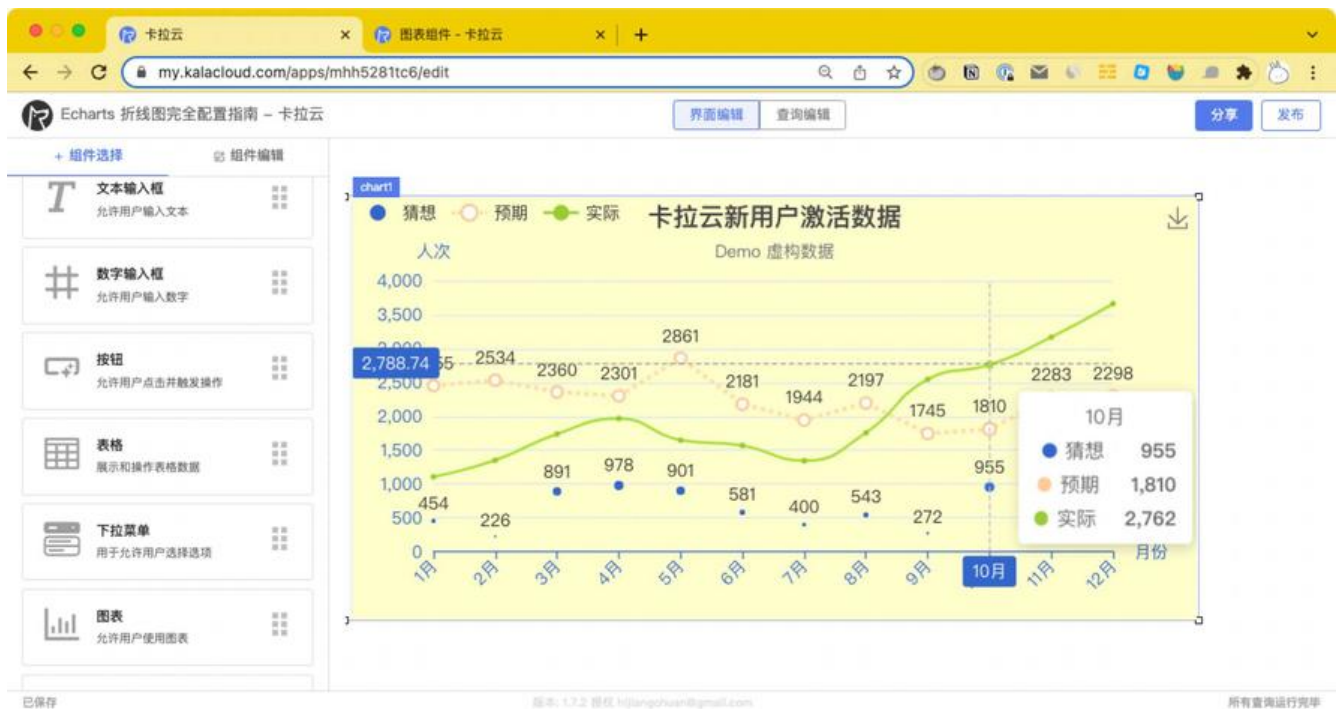 卡拉云
图表组件 - 卡拉云
my.kalacloud.com/apps/mhh5281tc6/edit
Echarts 折线图完全配置指南 – 卡拉云
界面编辑 查询编辑
分享 发布
+ 组件选择 组件编辑
文本输入框
允许用户输入文本
数字输入框
允许用户输入数字
按钮
允许用户点击并触发操作
表格
展示和操作表格数据
下拉菜单
用于允许用户选择选项
图表
允许用户使用图表
chart1
猜想 预期 实际 卡拉云新用户激活数据
人次 Demo 虚构数据
4,000
3,500
2,788.74
2,500
2,000
1,500
1,000
500
0
2534 2360 2301 2861 2181 1944 2197 1745 1810 2283 2298
454 226 891 978 901 581 400 543 272 955
10月
猜想 955
预期 1,810
实际 2,762
月份
1月 2月 3月 4月 5月 6月 7月 8月 9月 10月 11月 12月
已保存
所有查询运行完毕